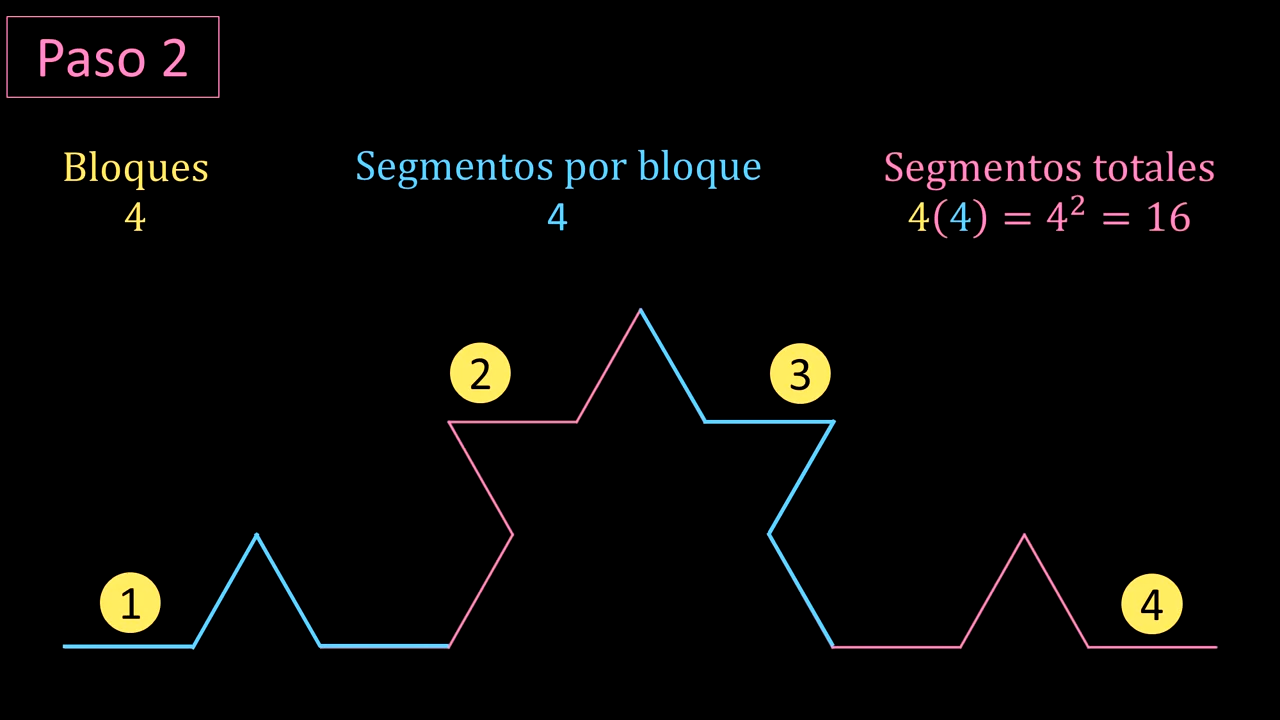 Paso 2
Bloques
4
Segmentos por bloque
4
Segmentos totales
4(4) = 4² = 16
2
3
1
4